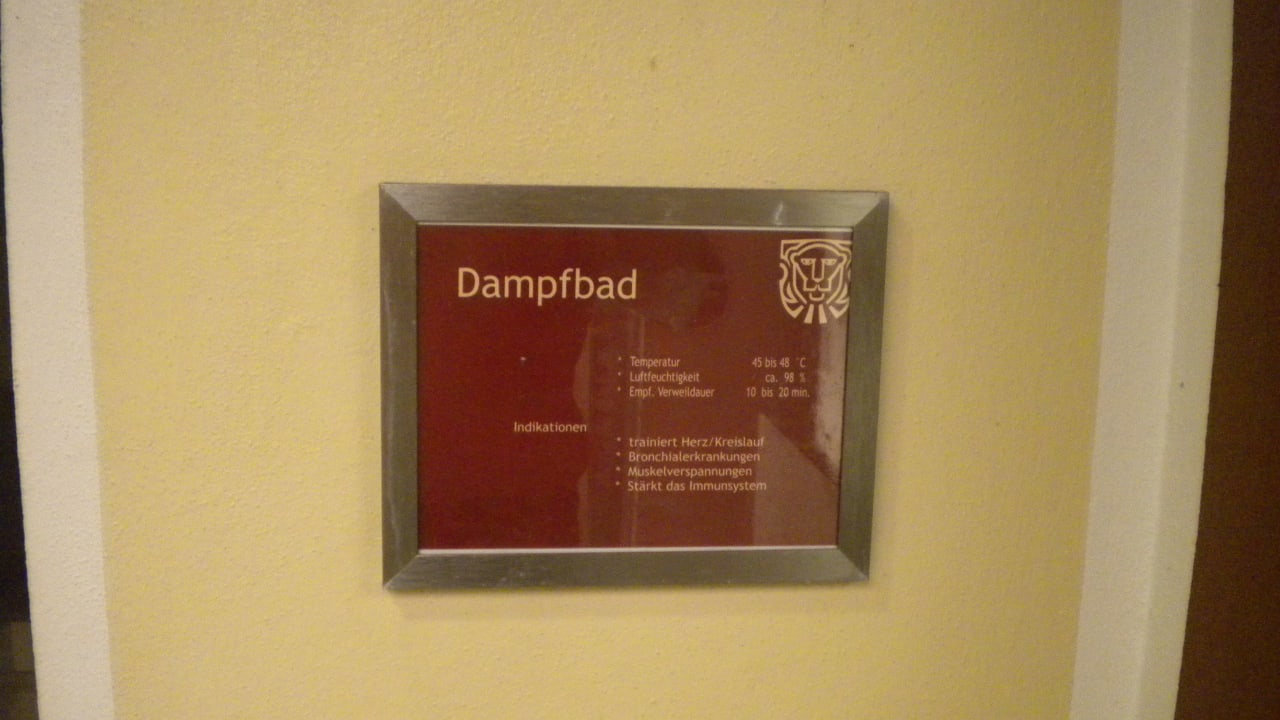 Dampfbad
* Temperatur 45 bis 48 °C
* Luftfeuchtigkeit ca. 98 %
* Empf. Verweildauer 10 bis 20 min.
Indikationen
* trainiert Herz/Kreislauf
* Bronchialerkrankungen
* Muskelverspannungen
* Stärkt das Immunsystem